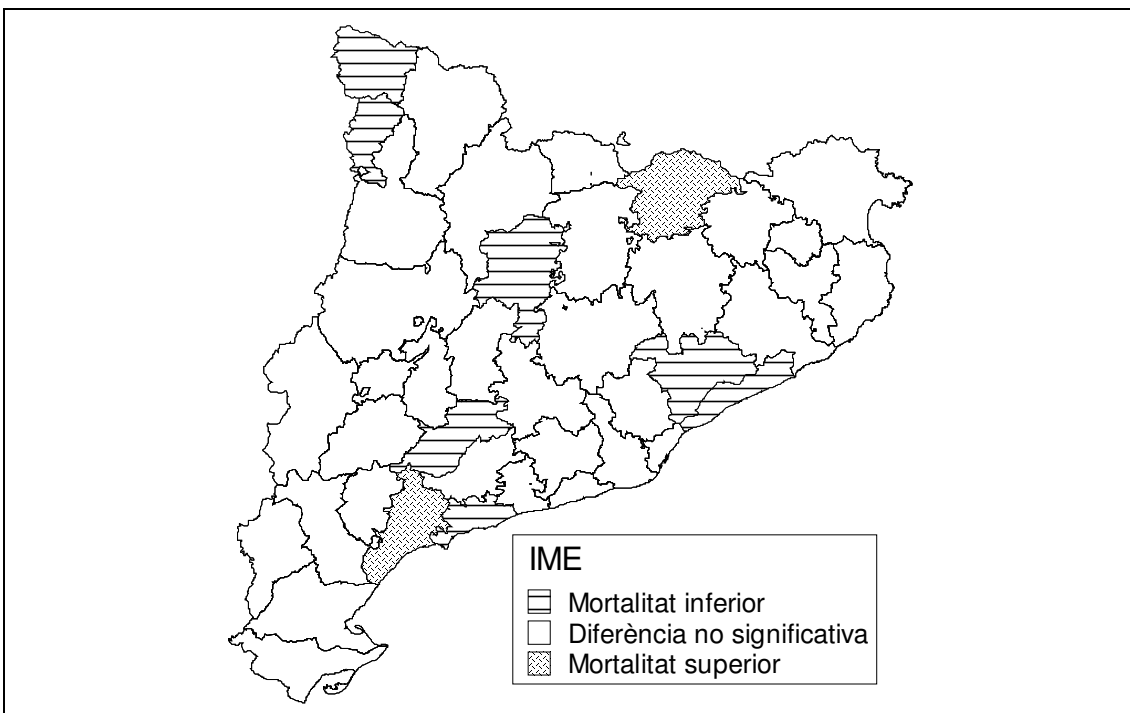 IME
Mortalitat inferior
Diferència no significativa
Mortalitat superior